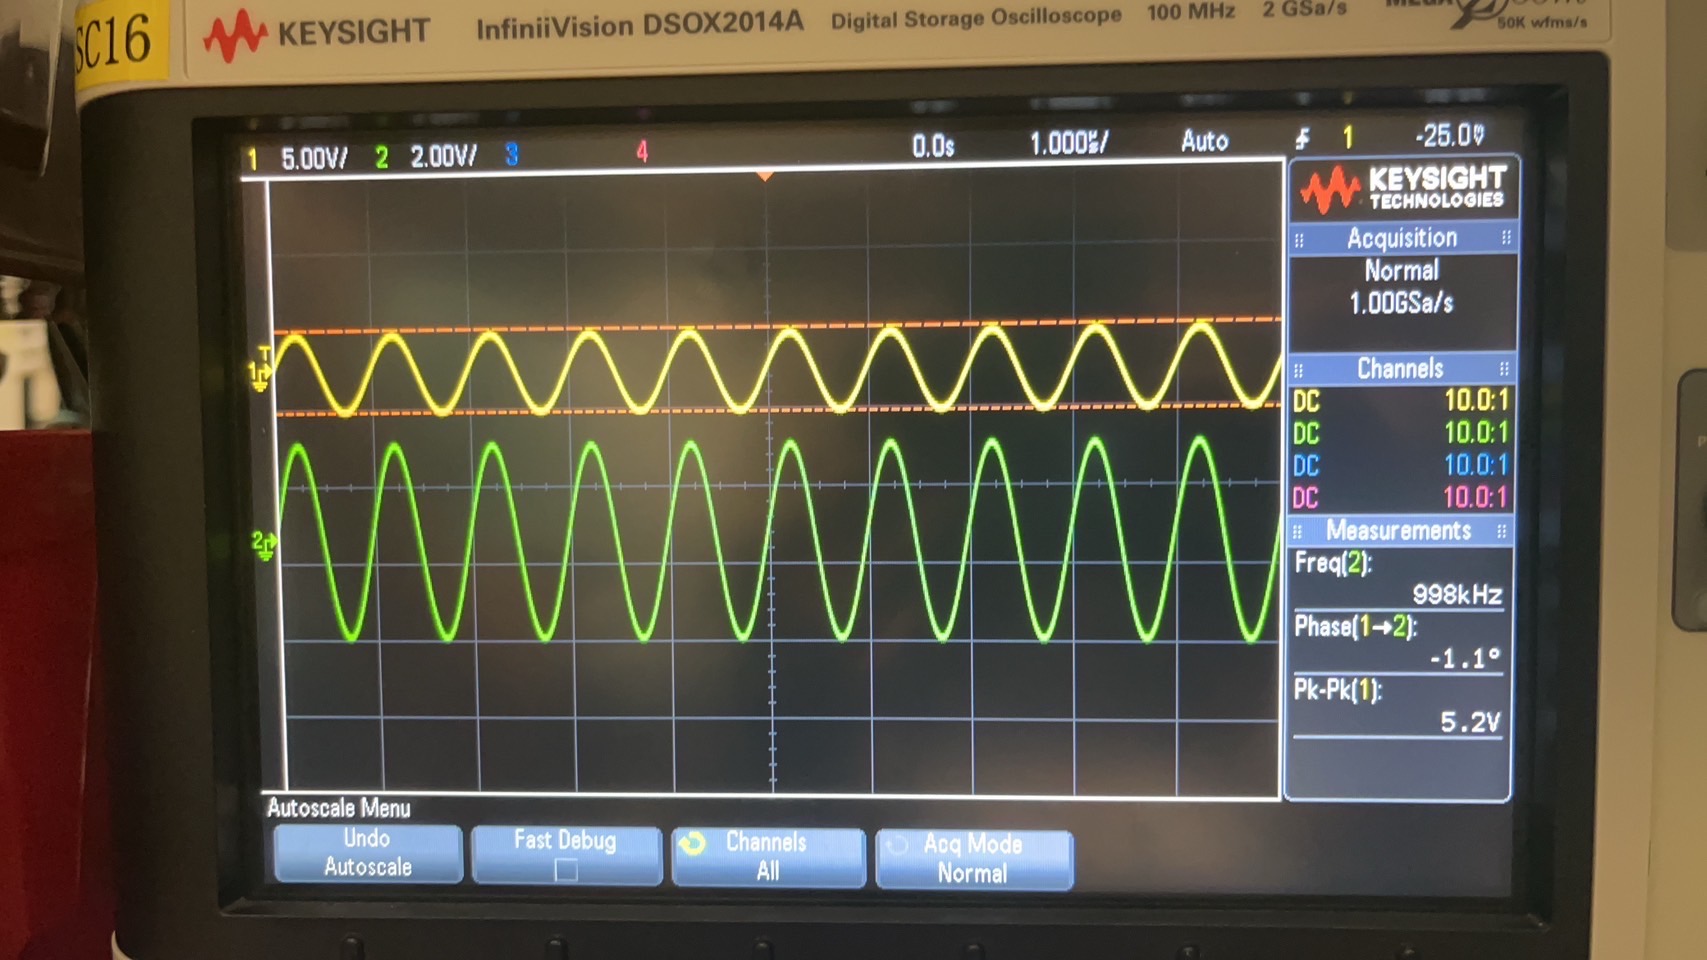 SC16
KEYSIGHT InfiniiVision DSOX2014A Digital Storage Oscilloscope 100 MHz 2 GSa/s
50K wfms/s
1 5.00V/ 2 2.00V/ 3 4 0.0s 1.000µs/ Auto 1 -25.0V
KEYSIGHT
TECHNOLOGIES
Acquisition
Normal
1.00GSa/s
Channels
DC 10.0:1
DC 10.0:1
DC 10.0:1
DC 10.0:1
Measurements
Freq(2):
998kHz
Phase(1→2):
-1.1°
Pk-Pk(1):
5.2V
T
1
2
Autoscale Menu
Undo
Autoscale
Fast Debug
Channels
All
Acq Mode
Normal